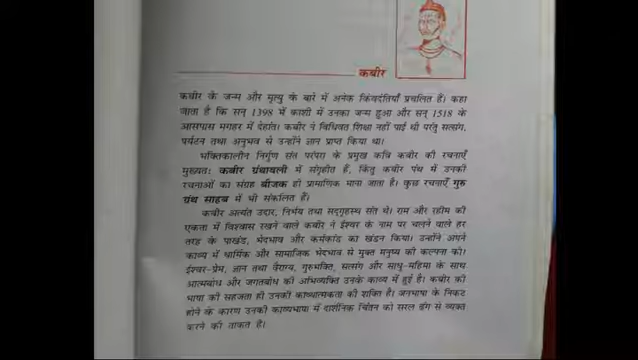 कबीर
कबीर के जन्म और मृत्यु के बारे में अनेक किंवदंतियाँ प्रचलित हैं। कहा
जाता है कि सन् 1398 में काशी में उनका जन्म हुआ और सन् 1518 के
आसपास मगहर में देहांत। कबीर ने विधिवत शिक्षा नहीं पाई थी परंतु सत्संग,
पर्यटन तथा अनुभव से उन्होंने ज्ञान प्राप्त किया था।
भक्तिकालीन निर्गुण संत परंपरा के प्रमुख कवि कबीर की रचनाएँ
मुख्यतः कबीर ग्रंथावली में संगृहीत हैं, किंतु कबीर पंथ में उनकी
रचनाओं का संग्रह बीजक ही प्रामाणिक माना जाता है। कुछ रचनाएँ गुरु
ग्रंथ साहब में भी संकलित हैं।
कबीर अत्यंत उदार, निर्भय तथा सद्गृहस्थ संत थे। राम और रहीम की
एकता में विश्वास रखने वाले कबीर ने ईश्वर के नाम पर चलने वाले हर
तरह के पाखंड, भेदभाव और कर्मकांड का खंडन किया। उन्होंने अपने
काव्य में धार्मिक और सामाजिक भेदभाव से मुक्त मनुष्य की कल्पना की।
ईश्वर-प्रेम, ज्ञान तथा वैराग्य, गुरुभक्ति, सत्संग और साधु-महिमा के साथ
आत्मबोध और जगतबोध की अभिव्यक्ति उनके काव्य में हुई है। कबीर की
भाषा की सहजता ही उनकी काव्यात्मकता की शक्ति है। जनभाषा के निकट
होने के कारण उनकी काव्यभाषा में दार्शनिक चिंतन को सरल ढंग से व्यक्त
करने की ताकत है।